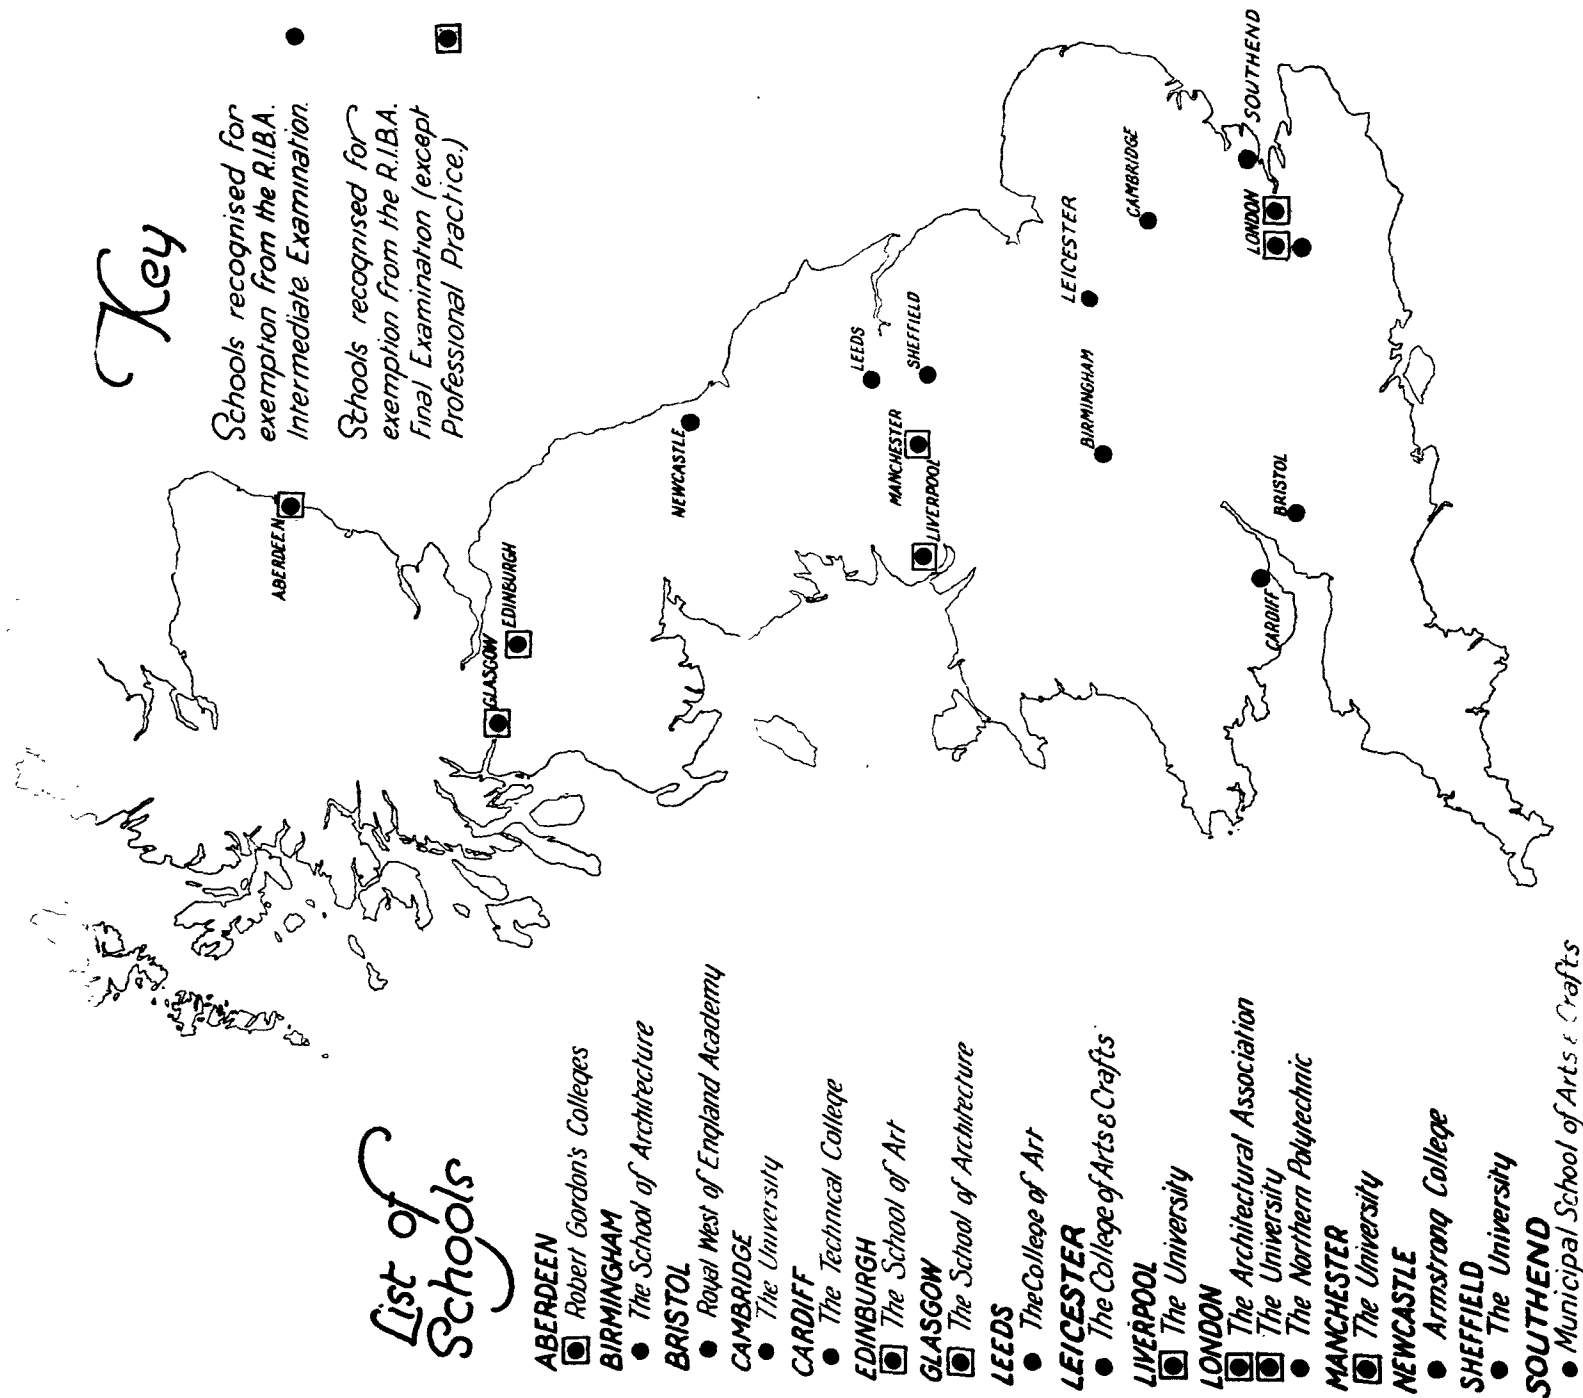 Key
Schools recognised for
exemption from the R.I.B.A.
Intermediate Examination.
Schools recognised for
exemption from the R.I.B.A.
Final Examination (except
Professional Practice.)
ABERDEEN
GLASGOW
EDINBURGH
NEWCASTLE
LEEDS
SHEFFIELD
MANCHESTER
LIVERPOOL
LEICESTER
BIRMINGHAM
CAMBRIDGE
LONDON
SOUTHEND
BRISTOL
CARDIFF
List of
Schools
ABERDEEN
Robert Gordon's Colleges
BIRMINGHAM
The School of Architecture
BRISTOL
Royal West of England Academy
CAMBRIDGE
The University
CARDIFF
The Technical College
EDINBURGH
The School of Art
GLASGOW
The School of Architecture
LEEDS
The College of Art
LEICESTER
The College of Arts & Crafts
LIVERPOOL
The University
LONDON
The Architectural Association
The University
The Northern Polytechnic
MANCHESTER
The University
NEWCASTLE
Armstrong College
SHEFFIELD
The University
SOUTHEND
Municipal School of Arts & Crafts